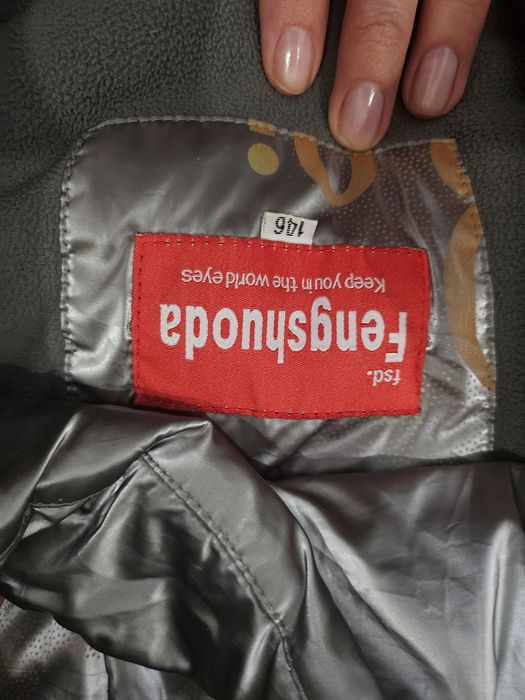 fsd.
Fengshuoda
Keep you in the world eyes
146